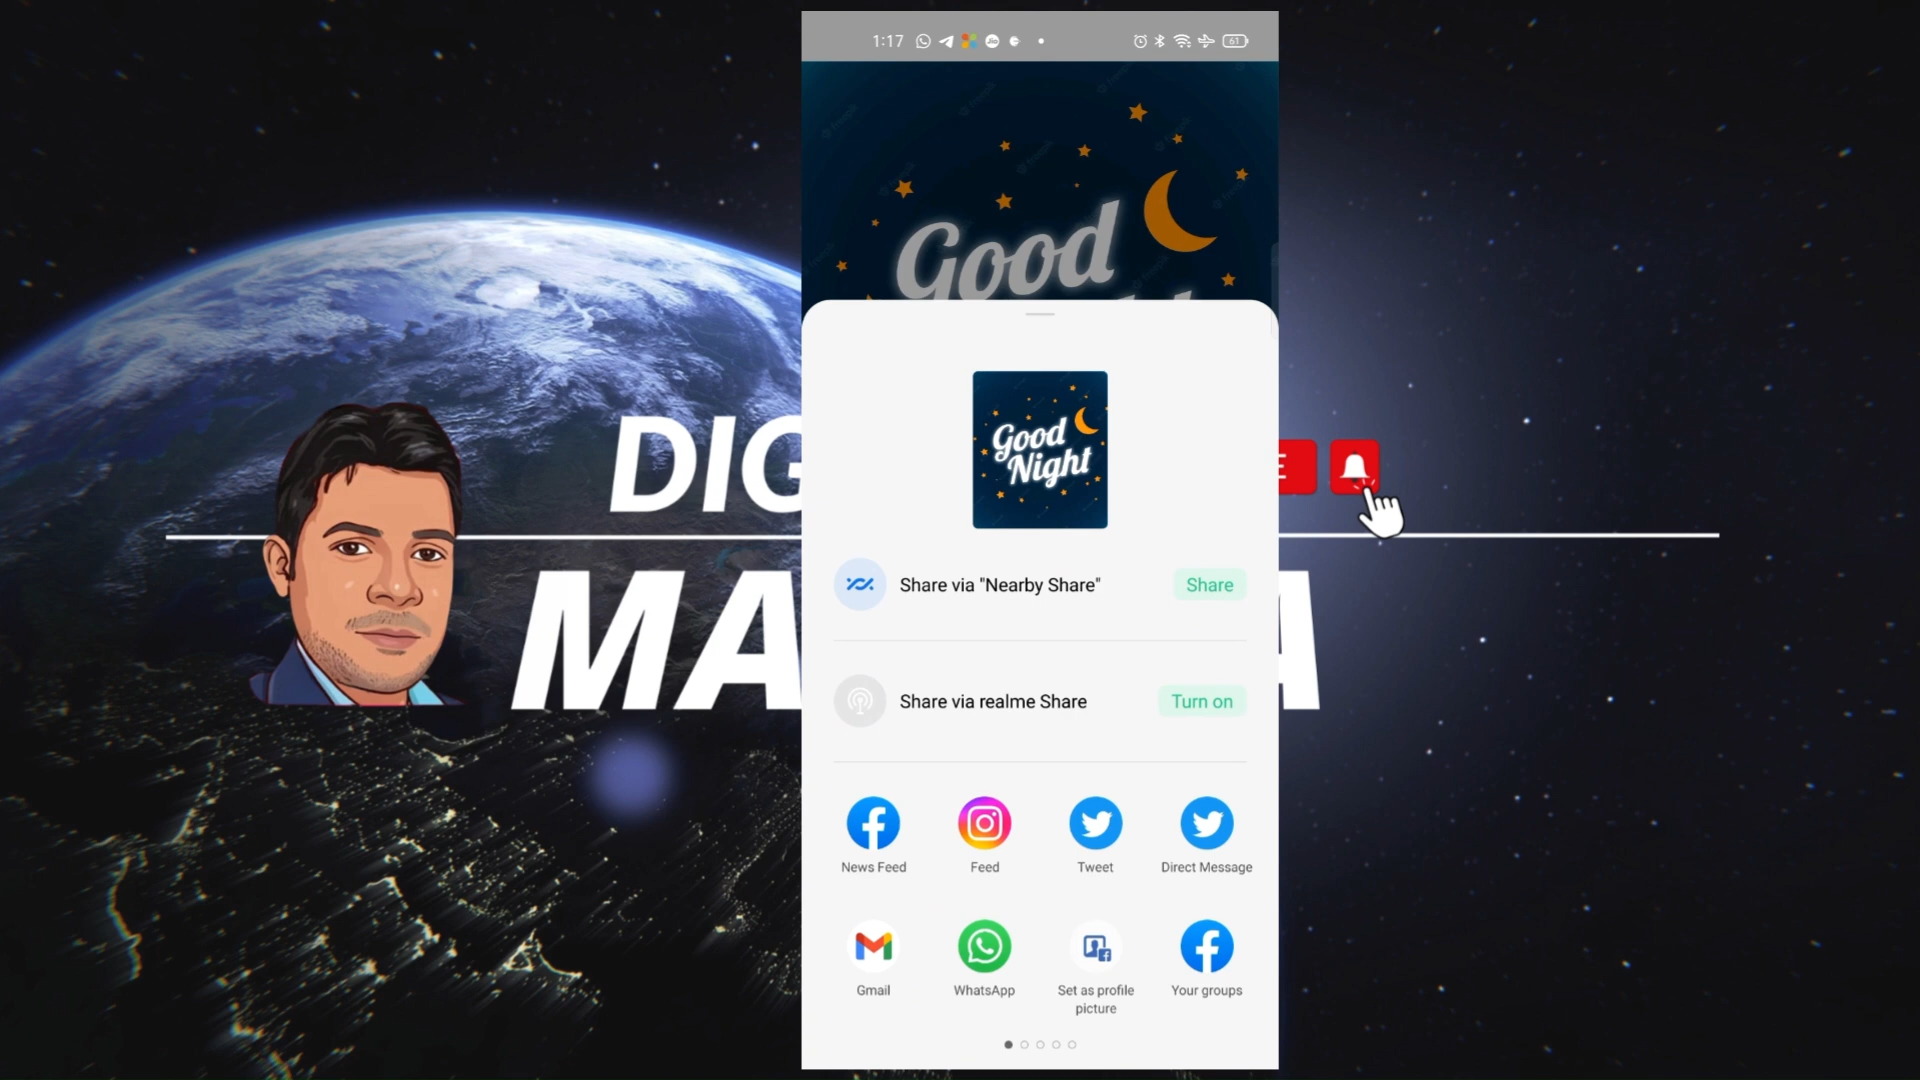 1:17
61
Good
Good
Night
DIG
E
Share via "Nearby Share"
Share
MA
A
Share via realme Share
Turn on
News Feed
Feed
Tweet
Direct Message
Gmail
WhatsApp
Set as profile
picture
Your groups